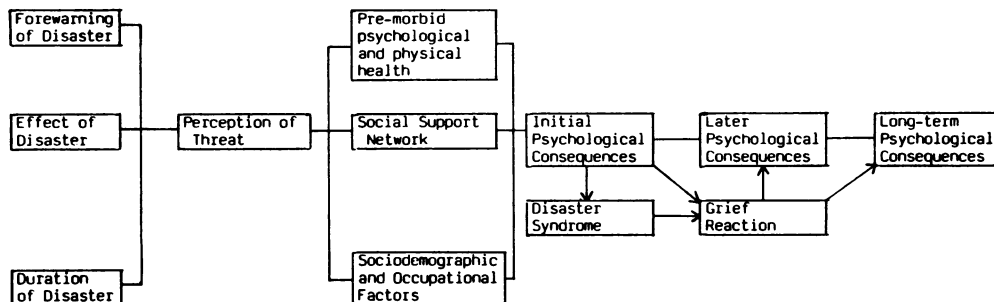 Forewarning
of Disaster
Effect of
Disaster
Duration
of Disaster
Perception of
Threat
Pre-morbid
psychological
and physical
health
Social Support
Network
Sociodemographic
and Occupational
Factors
Initial
Psychological
Consequences
Disaster
Syndrome
Later
Psychological
Consequences
Grief
Reaction
Long-term
Psychological
Consequences